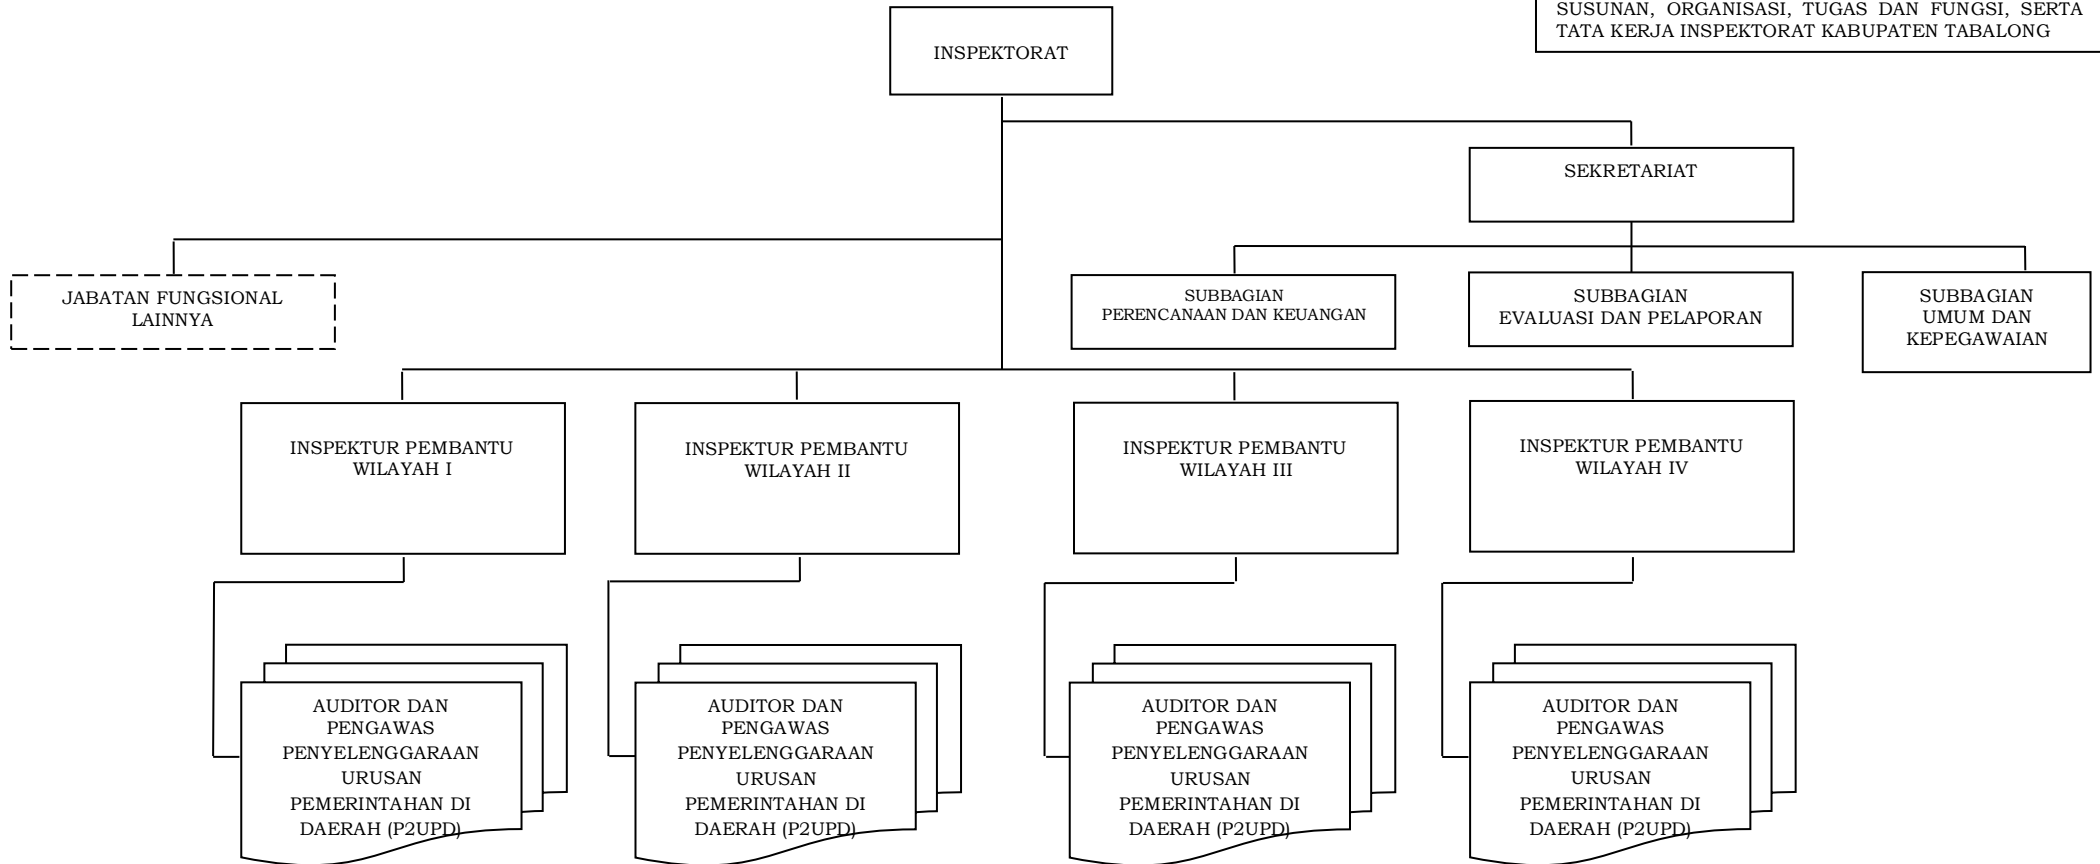 SUSUNAN, ORGANISASI, TUGAS DAN FUNGSI, SERTA
TATA KERJA INSPEKTORAT KABUPATEN TABALONG
INSPEKTORAT
SEKRETARIAT
JABATAN FUNGSIONAL
LAINNYA
SUBBAGIAN
PERENCANAAN DAN KEUANGAN
SUBBAGIAN
EVALUASI DAN PELAPORAN
SUBBAGIAN
UMUM DAN
KEPEGAWAIAN
INSPEKTUR PEMBANTU
WILAYAH I
INSPEKTUR PEMBANTU
WILAYAH II
INSPEKTUR PEMBANTU
WILAYAH III
INSPEKTUR PEMBANTU
WILAYAH IV
AUDITOR DAN
PENGAWAS
PENYELENGGARAAN
URUSAN
PEMERINTAHAN DI
DAERAH (P2UPD)
AUDITOR DAN
PENGAWAS
PENYELENGGARAAN
URUSAN
PEMERINTAHAN DI
DAERAH (P2UPD)
AUDITOR DAN
PENGAWAS
PENYELENGGARAAN
URUSAN
PEMERINTAHAN DI
DAERAH (P2UPD)
AUDITOR DAN
PENGAWAS
PENYELENGGARAAN
URUSAN
PEMERINTAHAN DI
DAERAH (P2UPD)